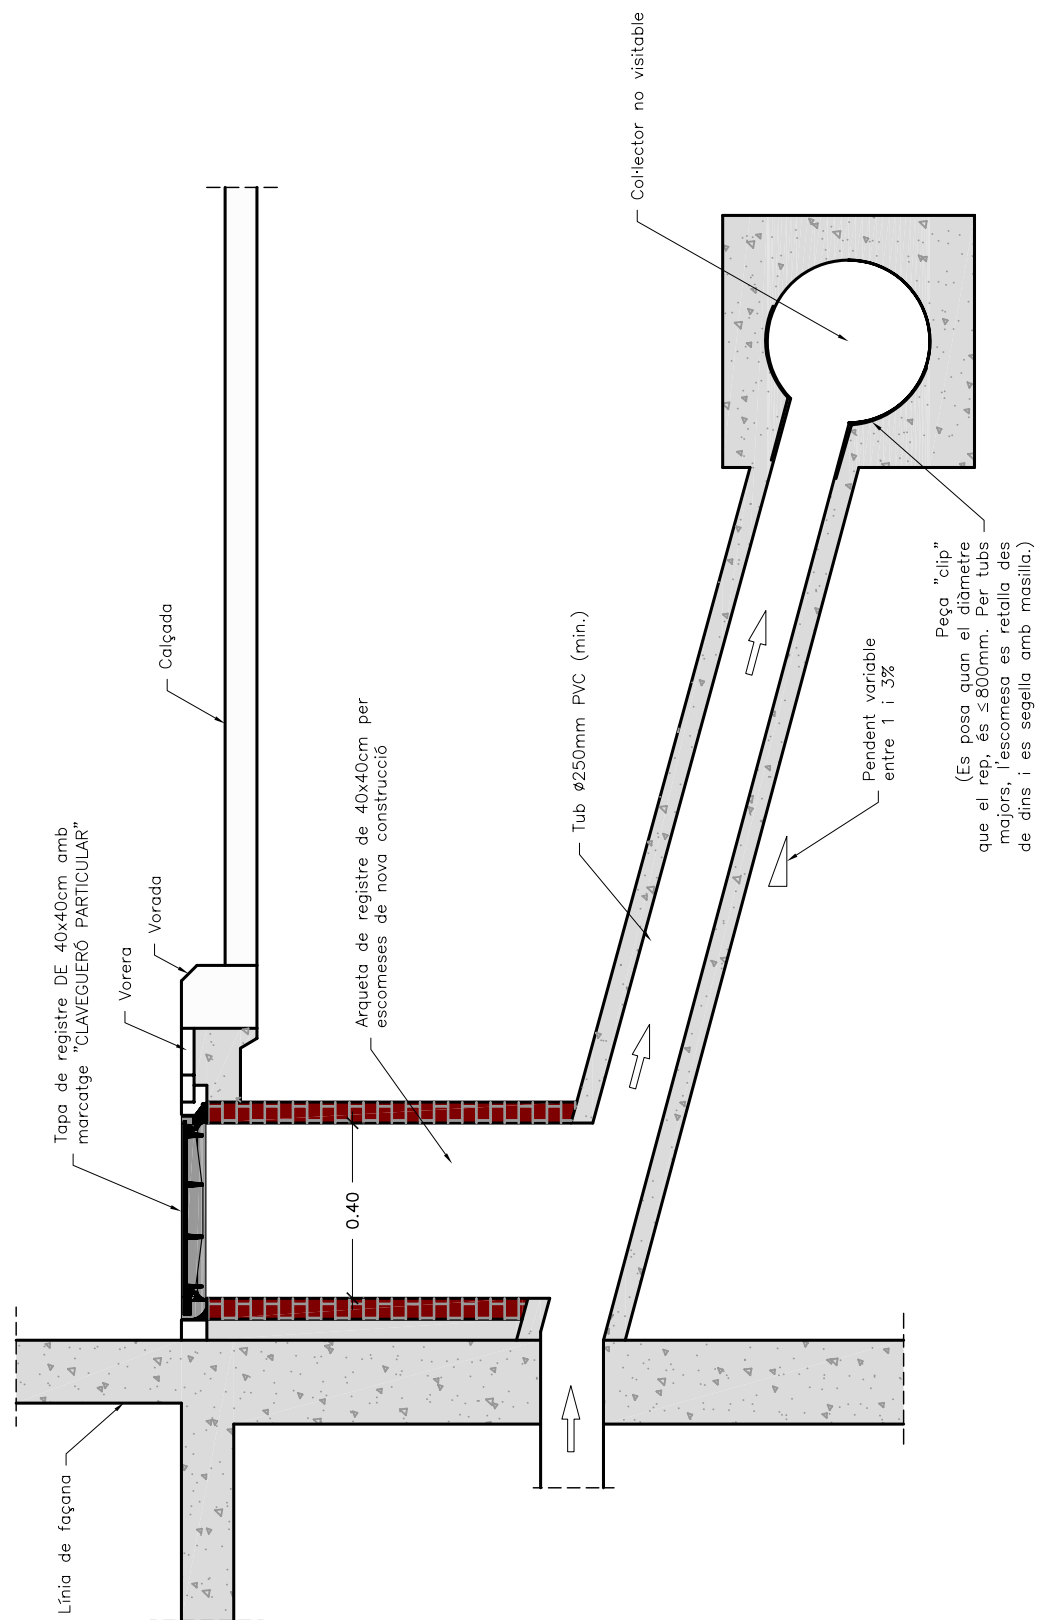 Línia de façana
Tapa de registre DE 40x40cm amb
marcatge "CLAVEGUERÓ PARTICULAR"
Vorera
Vorada
Calçada
Arqueta de registre de 40x40cm per
escomeses de nova construcció
0.40
Tub ø250mm PVC (min.)
Col·lector no visitable
Pendent variable
entre 1 i 3%
Peça "clip"
(Es posa quan el diàmetre
que el rep, és ≤800mm. Per tubs
majors, l'escomesa es retalla des
de dins i es segella amb masilla.)